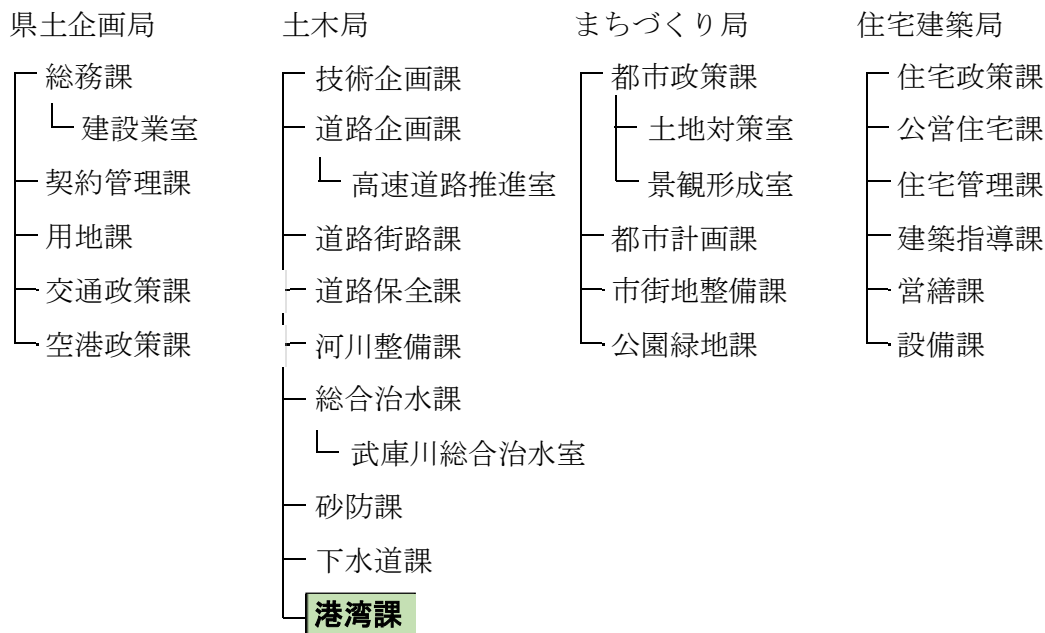 県土企画局
総務課
建設業室
契約管理課
用地課
交通政策課
空港政策課
土木局
技術企画課
道路企画課
高速道路推進室
道路街路課
道路保全課
河川整備課
総合治水課
武庫川総合治水室
砂防課
下水道課
港湾課
まちづくり局
都市政策課
土地対策室
景観形成室
都市計画課
市街地整備課
公園緑地課
住宅建築局
住宅政策課
公営住宅課
住宅管理課
建築指導課
営繕課
設備課